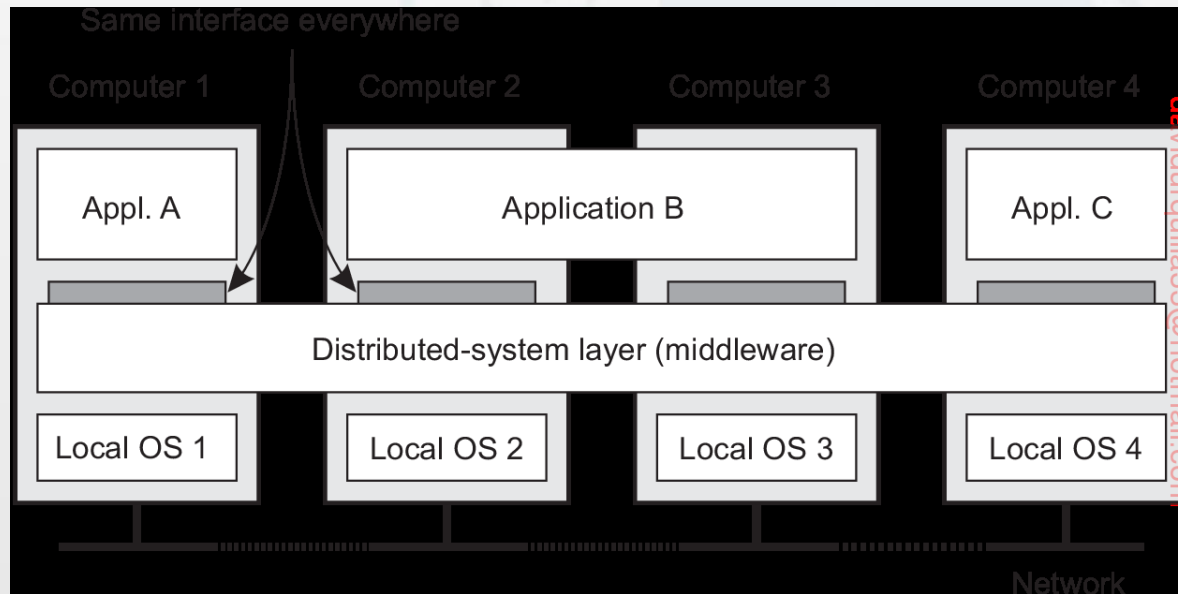 Same interface everywhere
Computer 1
Computer 2
Computer 3
Computer 4
Appl. A
Application B
Appl. C
Distributed-system layer (middleware)
Local OS 1
Local OS 2
Local OS 3
Local OS 4
Network